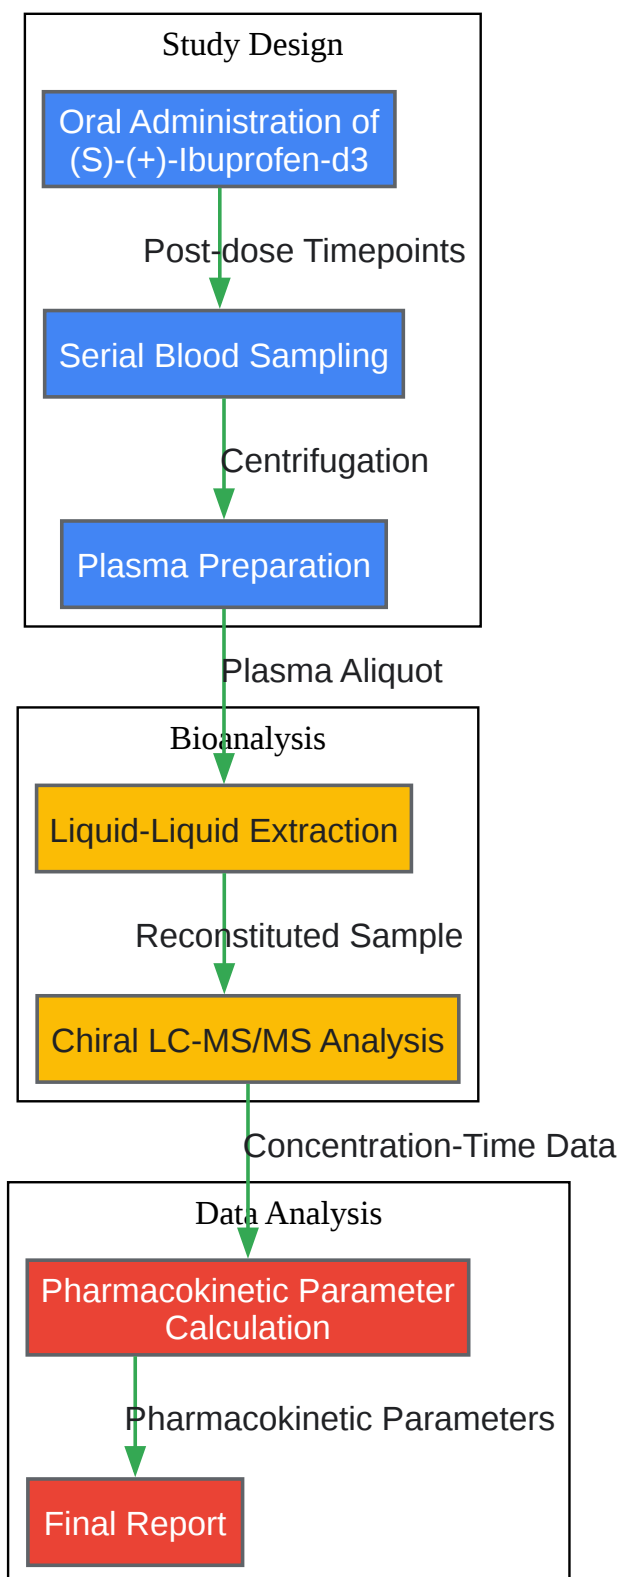 Study Design
Oral Administration of
(S)-(+)-Ibuprofen-d3
Post-dose Timepoints
Serial Blood Sampling
Centrifugation
Plasma Preparation
Plasma Aliquot
Bioanalysis
Liquid-Liquid Extraction
Reconstituted Sample
Chiral LC-MS/MS Analysis
Concentration-Time Data
Data Analysis
Pharmacokinetic Parameter
Calculation
Pharmacokinetic Parameters
Final Report